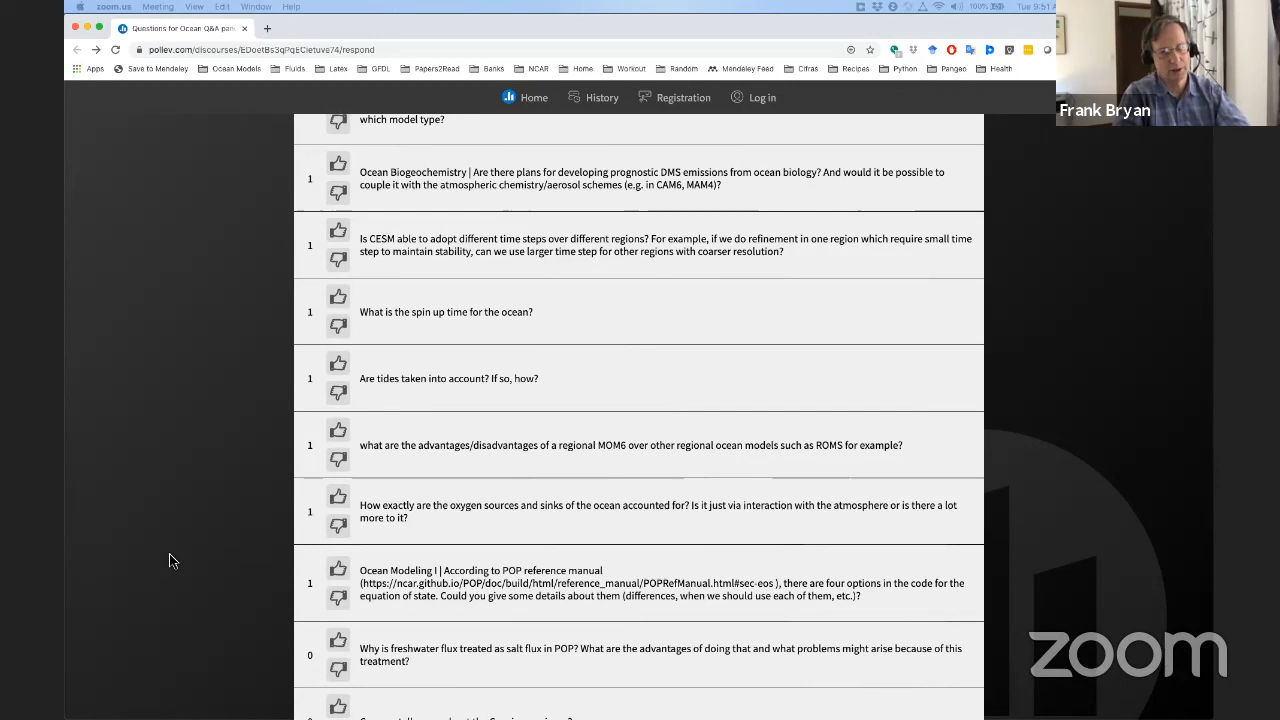 zoom.us Meeting View Edit Window Help
100%
Tue 9:51 A
Questions for Ocean Q&A pan
pollev.com/discourses/EDoetBs3qPqECietuve74/respond
Apps Save to Mendeley Ocean Models Fluids Latex GFDL Papers2Read Banks NCAR Home Workout Random Mendeley Feed Cifras Recipes Python Pangeo Health
Home History Registration Log in
Frank Bryan
which model type?
1
Ocean Biogeochemistry | Are there plans for developing prognostic DMS emissions from ocean biology? And would it be possible to
couple it with the atmospheric chemistry/aerosol schemes (e.g. in CAM6, MAM4)?
1
Is CESM able to adopt different time steps over different regions? For example, if we do refinement in one region which require small time
step to maintain stability, can we use larger time step for other regions with coarser resolution?
1
What is the spin up time for the ocean?
1
Are tides taken into account? If so, how?
1
what are the advantages/disadvantages of a regional MOM6 over other regional ocean models such as ROMS for example?
1
How exactly are the oxygen sources and sinks of the ocean accounted for? Is it just via interaction with the atmosphere or is there a lot
more to it?
1
Ocean Modeling I | According to POP reference manual
(https://ncar.github.io/POP/doc/build/html/reference_manual/POPRefManual.html#sec-eos ), there are four options in the code for the
equation of state. Could you give some details about them (differences, when we should use each of them, etc.)?
0
Why is freshwater flux treated as salt flux in POP? What are the advantages of doing that and what problems might arise because of this
treatment?
zoom